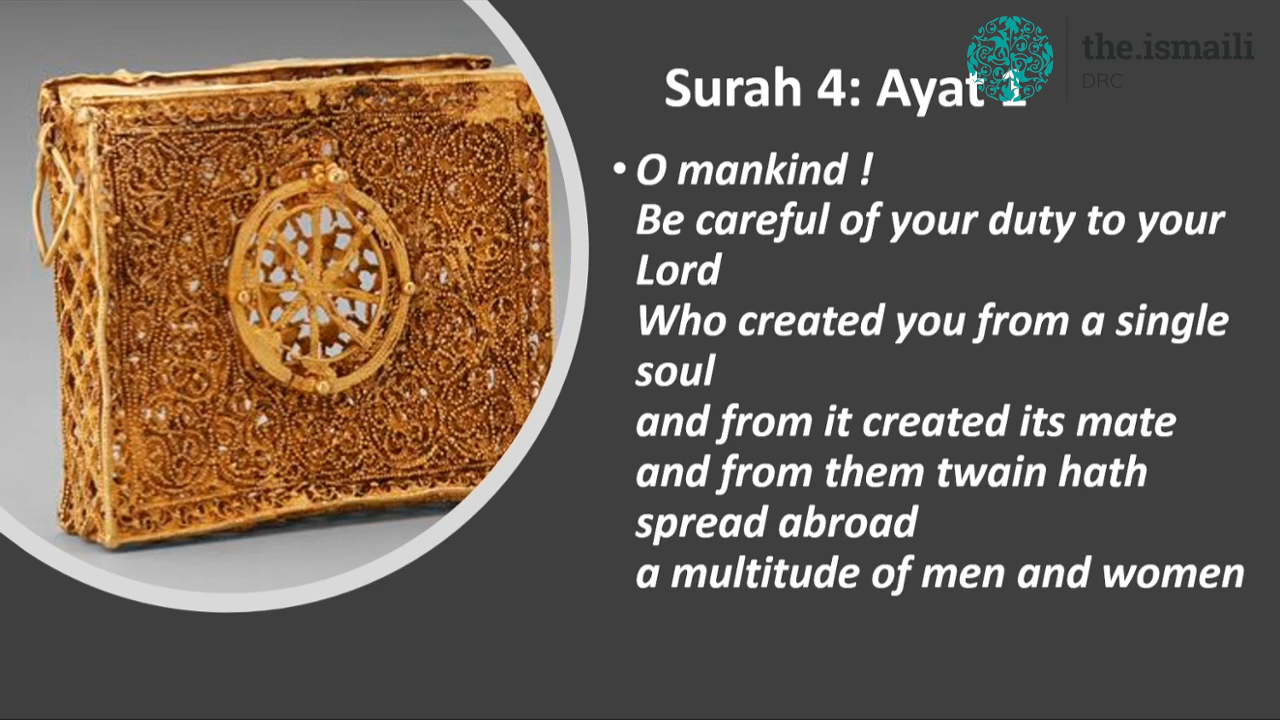 the.ismaili
DRC
Surah 4: Ayat 1
• O mankind !
Be careful of your duty to your
Lord
Who created you from a single
soul
and from it created its mate
and from them twain hath
spread abroad
a multitude of men and women